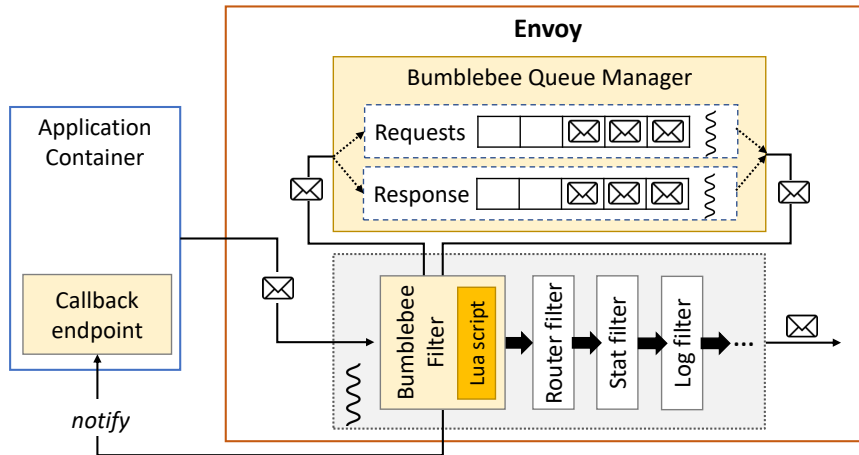 Envoy
Bumblebee Queue Manager
Requests
Response
Application
Container
Callback
endpoint
notify
Bumblebee
Filter
Lua script
Router filter
Stat filter
Log filter
...